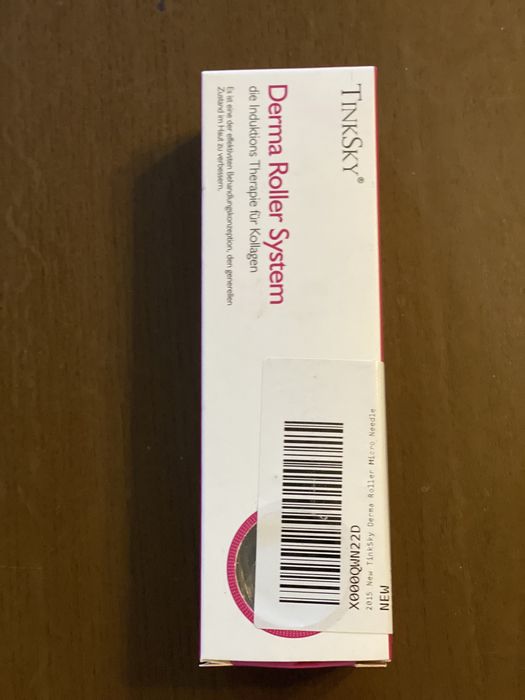 TINKSKY®
Derma Roller System
die Induktions Therapie für Kollagen
Es ist eine der effektivsten Behandlungskonzeption, den generellen
Zustand im Haut zu verbessern.
X000QWN22D
2015 New TinkSky Derma Roller Micro Needle
NEW